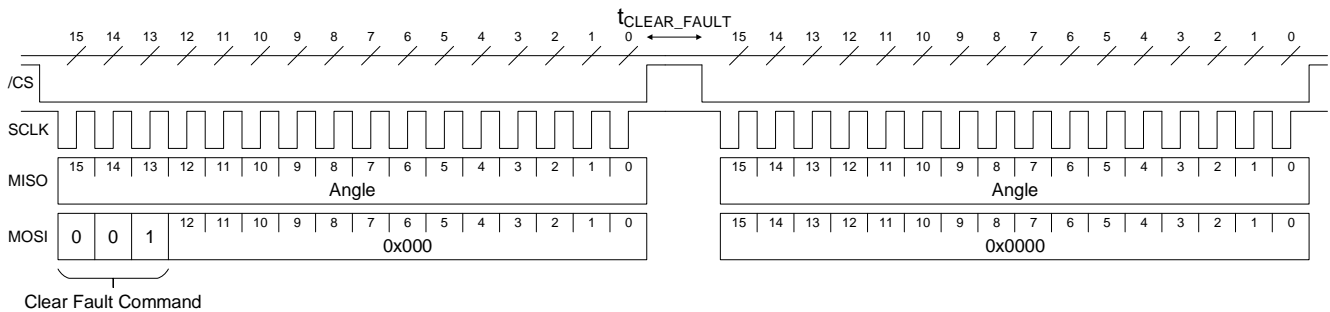 tCLEAR_FAULT
15 14 13 12 11 10 9 8 7 6 5 4 3 2 1 0 15 14 13 12 11 10 9 8 7 6 5 4 3 2 1 0
/CS
SCLK
15 14 13 12 11 10 9 8 7 6 5 4 3 2 1 0 15 14 13 12 11 10 9 8 7 6 5 4 3 2 1 0
MISO
Angle Angle
12 11 10 9 8 7 6 5 4 3 2 1 0 15 14 13 12 11 10 9 8 7 6 5 4 3 2 1 0
MOSI 0 0 1
0x000 0x0000
Clear Fault Command